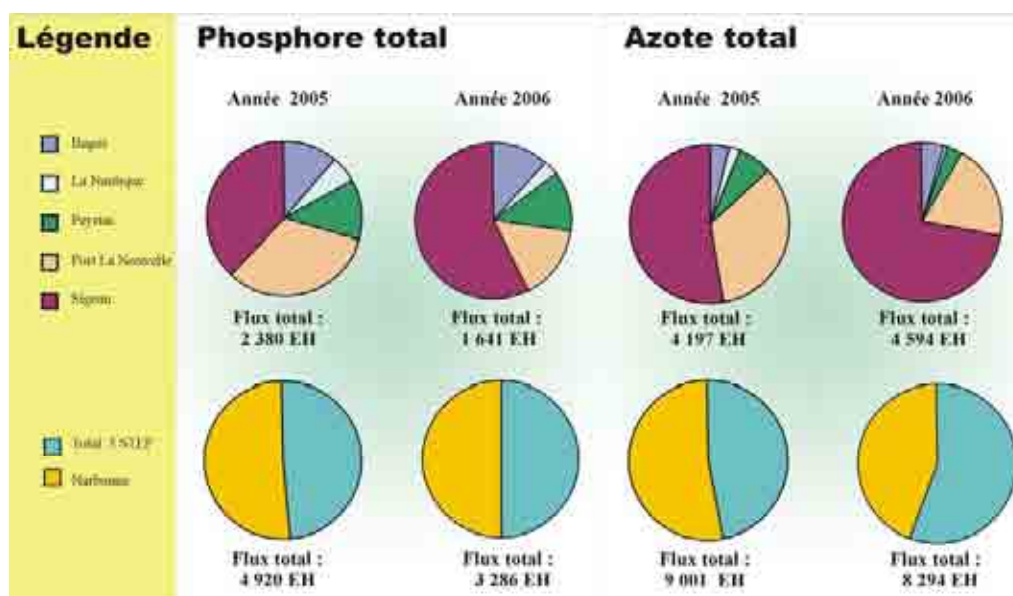 Légende
Phosphore total
Azote total
Année 2005
Année 2006
Année 2005
Année 2006
Bages
La Nautique
Peyriac
Port La Nouvelle
Sigean
Flux total :
2 380 EH
Flux total :
1 641 EH
Flux total :
4 197 EH
Flux total :
4 594 EH
Total 5 STEP
Narbonne
Flux total :
4 920 EH
Flux total :
3 286 EH
Flux total :
9 001 EH
Flux total :
8 294 EH